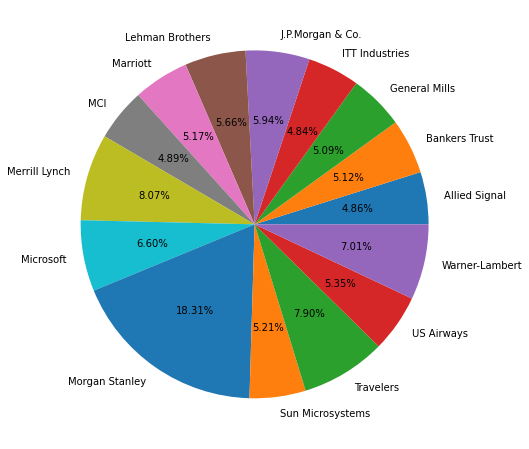 J.P.Morgan & Co.
Lehman Brothers
ITT Industries
Marriott
General Mills
MCI
Bankers Trust
Merrill Lynch
Allied Signal
Microsoft
Warner-Lambert
US Airways
Morgan Stanley
Travelers
Sun Microsystems
5.94%
5.66%
4.84%
5.17%
5.09%
4.89%
5.12%
8.07%
4.86%
6.60%
7.01%
5.35%
18.31%
7.90%
5.21%